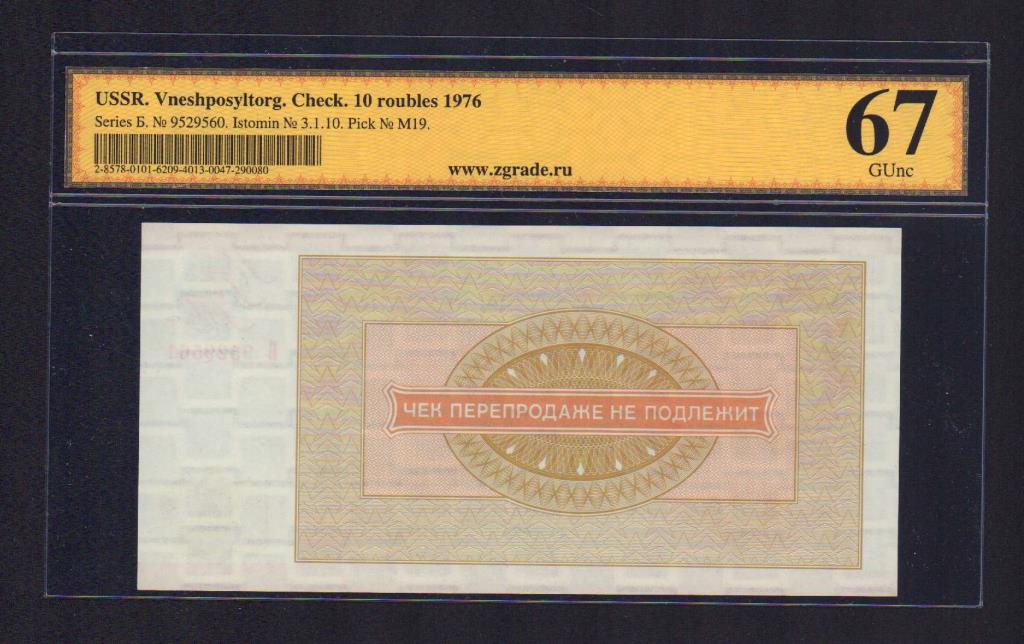 USSR. Vneshposyltorg. Check. 10 roubles 1976
Series Б. № 9529560. Istomin № 3.1.10. Pick № M19.
2-8578-0101-6209-4013-0047-290080
www.zgrade.ru
67
GUnc
ЧЕК ПЕРЕПРОДАЖЕ НЕ ПОДЛЕЖИТ